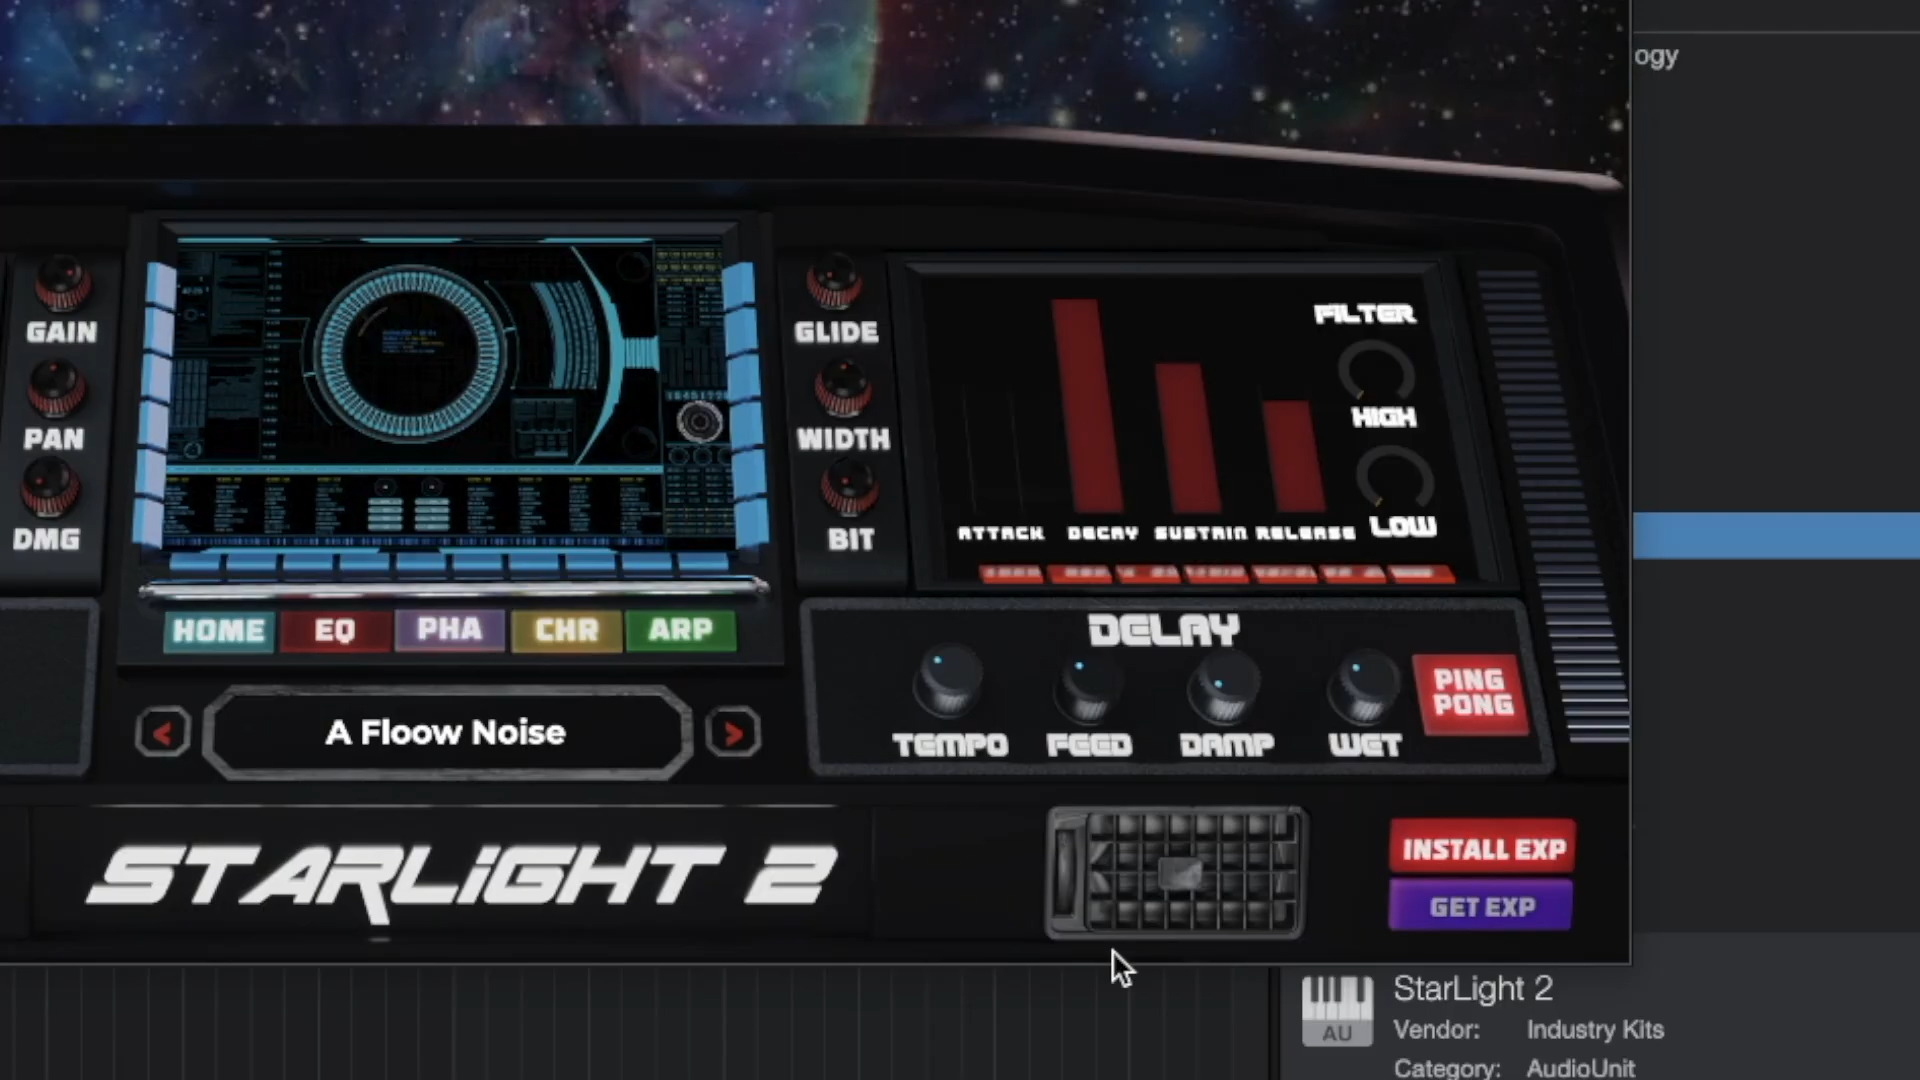 ogy
GAIN
PAN
DMG
GLIDE
WIDTH
BIT
FILTER
HIGH
LOW
ATTACK DECAY SUSTAIN RELEASE
HOME EQ PHA CHR ARP
< A Floow Noise >
DELAY
TEMPO FEED DAMP WET
PING
PONG
STARLIGHT 2
INSTALL EXP
GET EXP
AU
StarLight 2
Vendor: Industry Kits
Category: AudioUnit